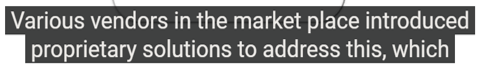 Various vendors in the market place introduced
proprietary solutions to address this, which